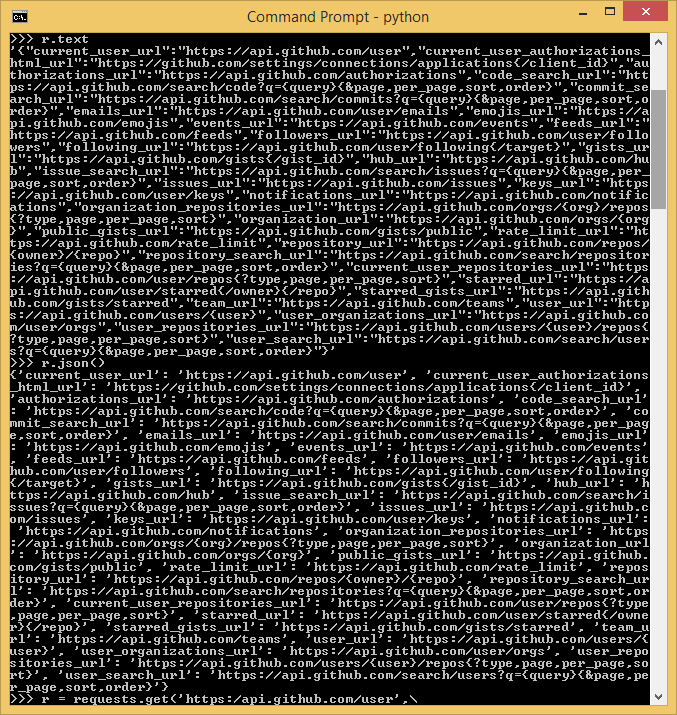 Command Prompt - python
>>> r.text
'{"current_user_url":"https://api.github.com/user","current_user_authorizations_
html_url":"https://github.com/settings/connections/applications{/client_id}","au
thorizations_url":"https://api.github.com/authorizations","code_search_url":"htt
ps://api.github.com/search/code?q={query}{&page,per_page,sort,order}","commit_se
arch_url":"https://api.github.com/search/commits?q={query}{&page,per_page,sort,o
rder}","emails_url":"https://api.github.com/user/emails","emojis_url":"https://a
pi.github.com/emojis","events_url":"https://api.github.com/events","feeds_url":"
https://api.github.com/feeds","followers_url":"https://api.github.com/user/follo
wers","following_url":"https://api.github.com/user/following{/target}","gists_ur
l":"https://api.github.com/gists{/gist_id}","hub_url":"https://api.github.com/hu
b","issue_search_url":"https://api.github.com/search/issues?q={query}{&page,per_
page,sort,order}","issues_url":"https://api.github.com/issues","keys_url":"https
://api.github.com/user/keys","notifications_url":"https://api.github.com/notific
ations","organization_repositories_url":"https://api.github.com/orgs/{org}/repos
{?type,page,per_page,sort}","organization_url":"https://api.github.com/orgs/{org
}","public_gists_url":"https://api.github.com/gists/public","rate_limit_url":"ht
tps://api.github.com/rate_limit","repository_url":"https://api.github.com/repos/
{owner}/{repo}","repository_search_url":"https://api.github.com/search/repositor
ies?q={query}{&page,per_page,sort,order}","current_user_repositories_url":"https
://api.github.com/user/repos{?type,page,per_page,sort}","starred_url":"https://a
pi.github.com/user/starred{/owner}{/repo}","starred_gists_url":"https://api.gith
ub.com/gists/starred","team_url":"https://api.github.com/teams","user_url":"http
s://api.github.com/users/{user}","user_organizations_url":"https://api.github.co
m/user/orgs","user_repositories_url":"https://api.github.com/users/{user}/repos{
?type,page,per_page,sort}","user_search_url":"https://api.github.com/search/user
s?q={query}{&page,per_page,sort,order}"}'
>>> r.json()
{'current_user_url': 'https://api.github.com/user', 'current_user_authorizations
_html_url': 'https://github.com/settings/connections/applications{/client_id}',
'authorizations_url': 'https://api.github.com/authorizations', 'code_search_url'
: 'https://api.github.com/search/code?q={query}{&page,per_page,sort,order}', 'co
mmit_search_url': 'https://api.github.com/search/commits?q={query}{&page,per_pag
e,sort,order}', 'emails_url': 'https://api.github.com/user/emails', 'emojis_url'
: 'https://api.github.com/emojis', 'events_url': 'https://api.github.com/events'
, 'feeds_url': 'https://api.github.com/feeds', 'followers_url': 'https://api.git
hub.com/user/followers', 'following_url': 'https://api.github.com/user/following
{/target}', 'gists_url': 'https://api.github.com/gists{/gist_id}', 'hub_url': 'h
ttps://api.github.com/hub', 'issue_search_url': 'https://api.github.com/search/i
ssues?q={query}{&page,per_page,sort,order}', 'issues_url': 'https://api.github.c
om/issues', 'keys_url': 'https://api.github.com/user/keys', 'notifications_url':
 'https://api.github.com/notifications', 'organization_repositories_url': 'https
://api.github.com/orgs/{org}/repos{?type,page,per_page,sort}', 'organization_url
': 'https://api.github.com/orgs/{org}', 'public_gists_url': 'https://api.github.
com/gists/public', 'rate_limit_url': 'https://api.github.com/rate_limit', 'repos
itory_url': 'https://api.github.com/repos/{owner}/{repo}', 'repository_search_ur
l': 'https://api.github.com/search/repositories?q={query}{&page,per_page,sort,or
der}', 'current_user_repositories_url': 'https://api.github.com/user/repos{?type
,page,per_page,sort}', 'starred_url': 'https://api.github.com/user/starred{/owne
r}{/repo}', 'starred_gists_url': 'https://api.github.com/gists/starred', 'team_u
rl': 'https://api.github.com/teams', 'user_url': 'https://api.github.com/users/{
user}', 'user_organizations_url': 'https://api.github.com/user/orgs', 'user_repo
sitories_url': 'https://api.github.com/users/{user}/repos{?type,page,per_page,so
rt}', 'user_search_url': 'https://api.github.com/search/users?q={query}{&page,pe
r_page,sort,order}'}
>>> r = requests.get('https:/api.github.com/user',\